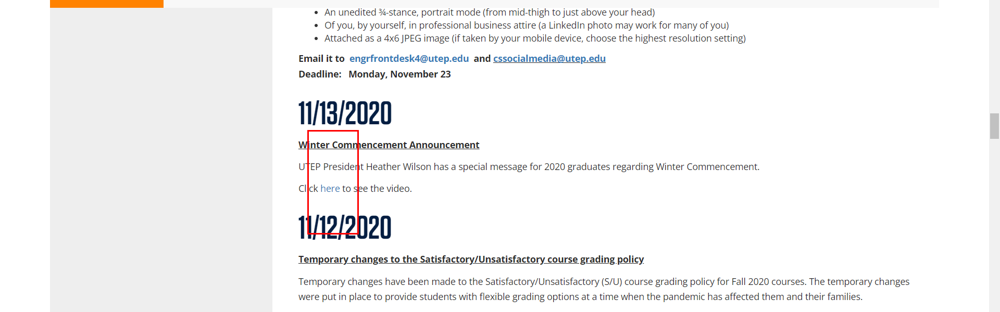 An unedited ¾-stance, portrait mode (from mid-thigh to just above your head)
Of you, by yourself, in professional business attire (a LinkedIn photo may work for many of you)
Attached as a 4x6 JPEG image (if taken by your mobile device, choose the highest resolution setting)
Email it to engrfrontdesk4@utep.edu and cssocialmedia@utep.edu
Deadline: Monday, November 23
11/13/2020
Winter Commencement Announcement
UTEP President Heather Wilson has a special message for 2020 graduates regarding Winter Commencement.
Click here to see the video.
11/12/2020
Temporary changes to the Satisfactory/Unsatisfactory course grading policy
Temporary changes have been made to the Satisfactory/Unsatisfactory (S/U) course grading policy for Fall 2020 courses. The temporary changes
were put in place to provide students with flexible grading options at a time when the pandemic has affected them and their families.